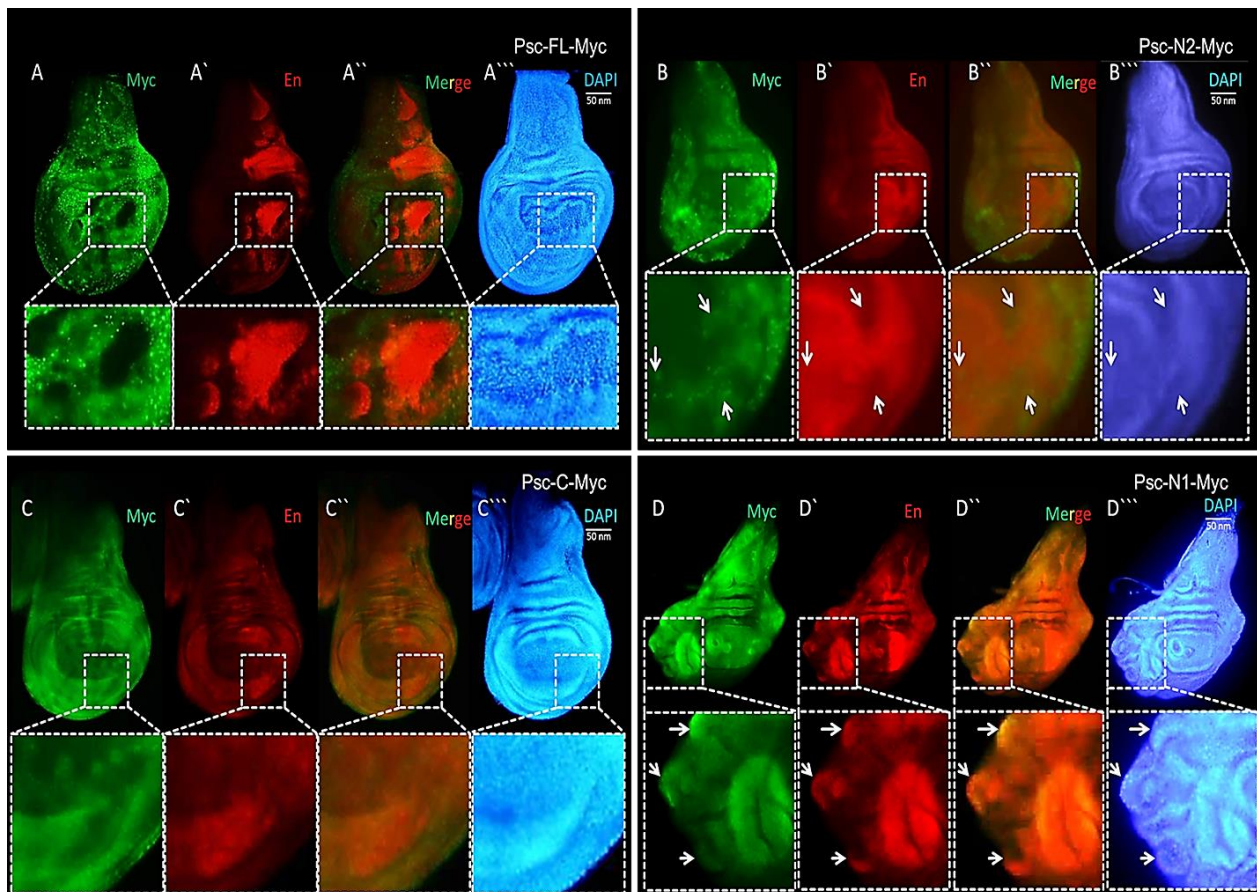 Psc-FL-Myc
A Myc A` En A`` Merge A``` DAPI
50 nm
Psc-N2-Myc
B Myc B` En B`` Merge B``` DAPI
50 nm
Psc-C-Myc
C Myc C` En C`` Merge C``` DAPI
50 nm
Psc-N1-Myc
D Myc D` En D`` Merge D``` DAPI
50 nm